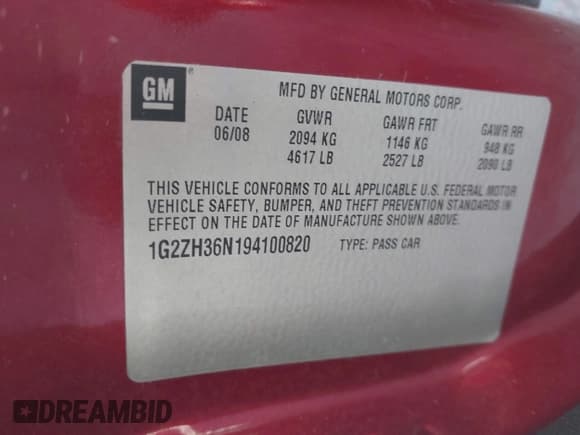 GM
MFD BY GENERAL MOTORS CORP.
DATE GVWR GAWR FRT GAWR RR
06/08 2094 KG 1146 KG 948 KG
4617 LB 2527 LB 2090 LB
THIS VEHICLE CONFORMS TO ALL APPLICABLE U.S. FEDERAL MOTOR
VEHICLE SAFETY, BUMPER, AND THEFT PREVENTION STANDARDS IN
EFFECT ON THE DATE OF MANUFACTURE SHOWN ABOVE.
1G2ZH36N194100820 TYPE: PASS CAR
DREAMBID